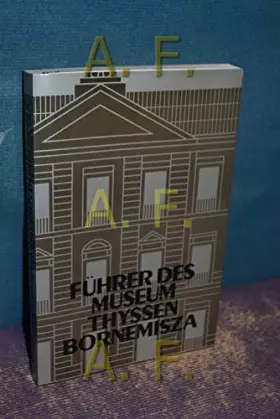 A. F.
A. F.
FÜHRER DES
MUSEUM
THYSSEN
BORNEMISZA
A. F.